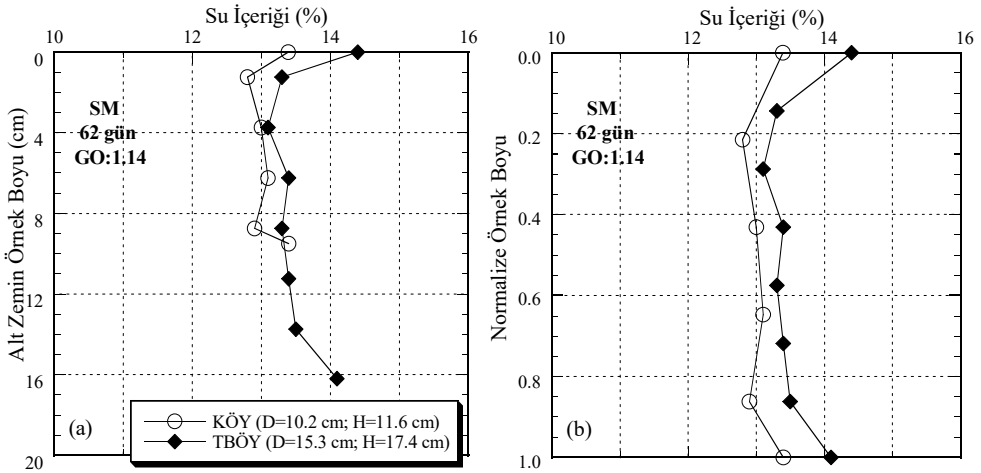 Su İçeriği (%)
10 12 14 16
0
4
8
12
16
20
Alt Zemin Örnek Boyu (cm)
SM
62 gün
GO:1.14
(a)
KÖY (D=10.2 cm; H=11.6 cm)
TBÖY (D=15.3 cm; H=17.4 cm)
Su İçeriği (%)
10 12 14 16
0.0
0.2
0.4
0.6
0.8
1.0
Normalize Örnek Boyu
SM
62 gün
GO:1.14
(b)